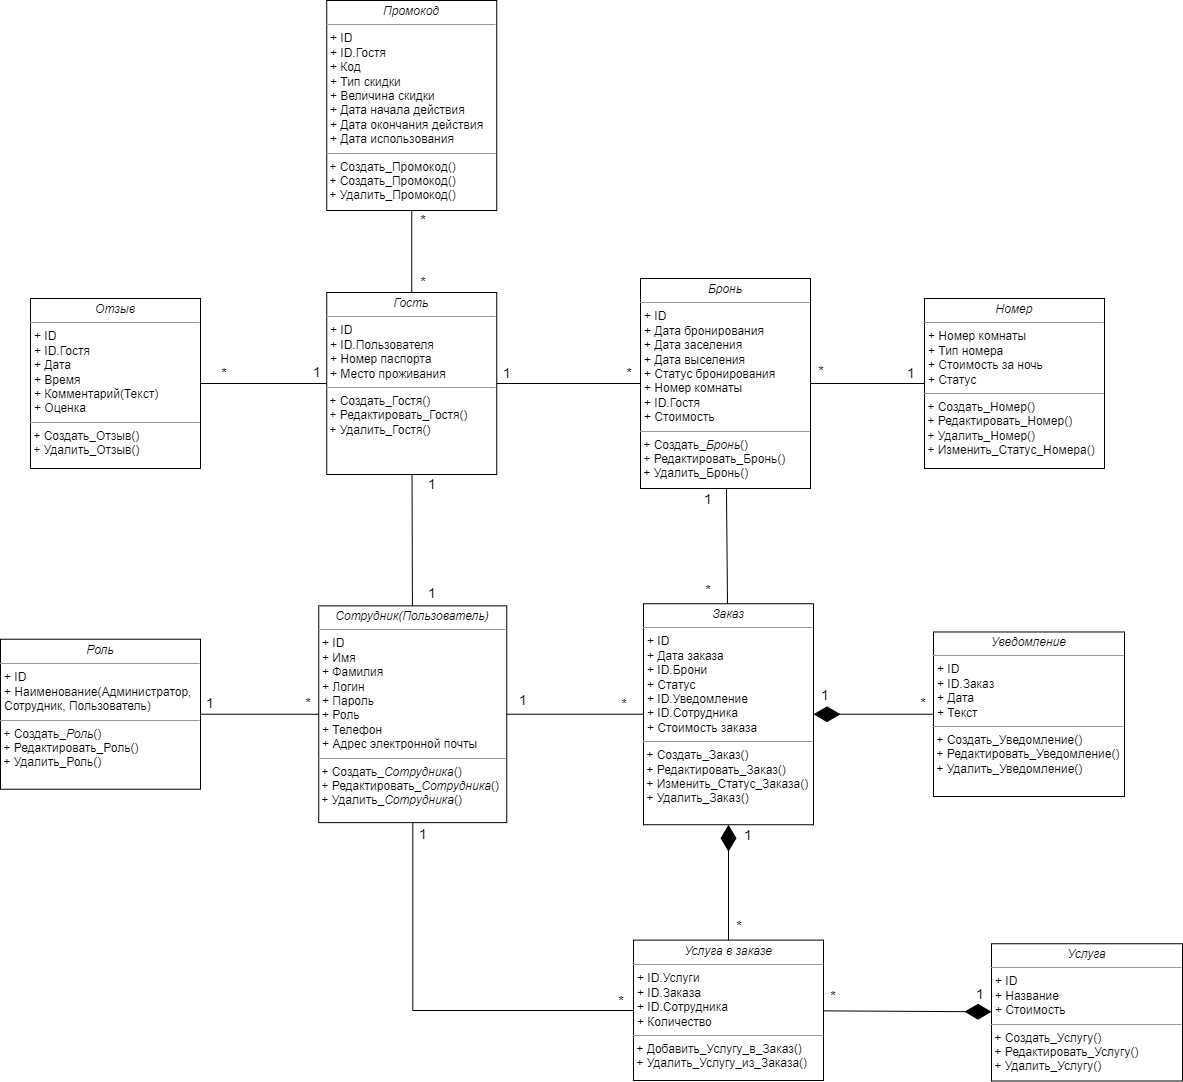 Промокод
+ ID
+ ID.Гостя
+ Код
+ Тип скидки
+ Величина скидки
+ Дата начала действия
+ Дата окончания действия
+ Дата использования
+ Создать_Промокод()
+ Создать_Промокод()
+ Удалить_Промокод()
*
*
Отзыв
+ ID
+ ID.Гостя
+ Дата
+ Время
+ Комментарий(Текст)
+ Оценка
+ Создать_Отзыв()
+ Удалить_Отзыв()
*
1
Гость
+ ID
+ ID.Пользователя
+ Номер паспорта
+ Место проживания
+ Создать_Гостя()
+ Редактировать_Гостя()
+ Удалить_Гостя()
1
*
Бронь
+ ID
+ Дата бронирования
+ Дата заселения
+ Дата выселения
+ Статус бронирования
+ Номер комнаты
+ ID.Гостя
+ Стоимость
+ Создать_Бронь()
+ Редактировать_Бронь()
+ Удалить_Бронь()
*
1
Номер
+ Номер комнаты
+ Тип номера
+ Стоимость за ночь
+ Статус
+ Создать_Номер()
+ Редактировать_Номер()
+ Удалить_Номер()
+ Изменить_Статус_Номера()
1
1
1
*
Роль
+ ID
+ Наименование(Администратор,
Сотрудник, Пользователь)
+ Создать_Роль()
+ Редактировать_Роль()
+ Удалить_Роль()
1
*
Сотрудник(Пользователь)
+ ID
+ Имя
+ Фамилия
+ Логин
+ Пароль
+ Роль
+ Телефон
+ Адрес электронной почты
+ Создать_Сотрудника()
+ Редактировать_Сотрудника()
+ Удалить_Сотрудника()
1
*
Заказ
+ ID
+ Дата заказа
+ ID.Брони
+ Статус
+ ID.Уведомление
+ ID.Сотрудника
+ Стоимость заказа
+ Создать_Заказ()
+ Редактировать_Заказ()
+ Изменить_Статус_Заказа()
+ Удалить_Заказ()
1
*
Уведомление
+ ID
+ ID.Заказ
+ Дата
+ Текст
+ Создать_Уведомление()
+ Редактировать_Уведомление()
+ Удалить_Уведомление()
1
1
*
*
Услуга в заказе
+ ID.Услуги
+ ID.Заказа
+ ID.Сотрудника
+ Количество
+ Добавить_Услугу_в_Заказ()
+ Удалить_Услугу_из_Заказа()
*
1
Услуга
+ ID
+ Название
+ Стоимость
+ Создать_Услугу()
+ Редактировать_Услугу()
+ Удалить_Услугу()